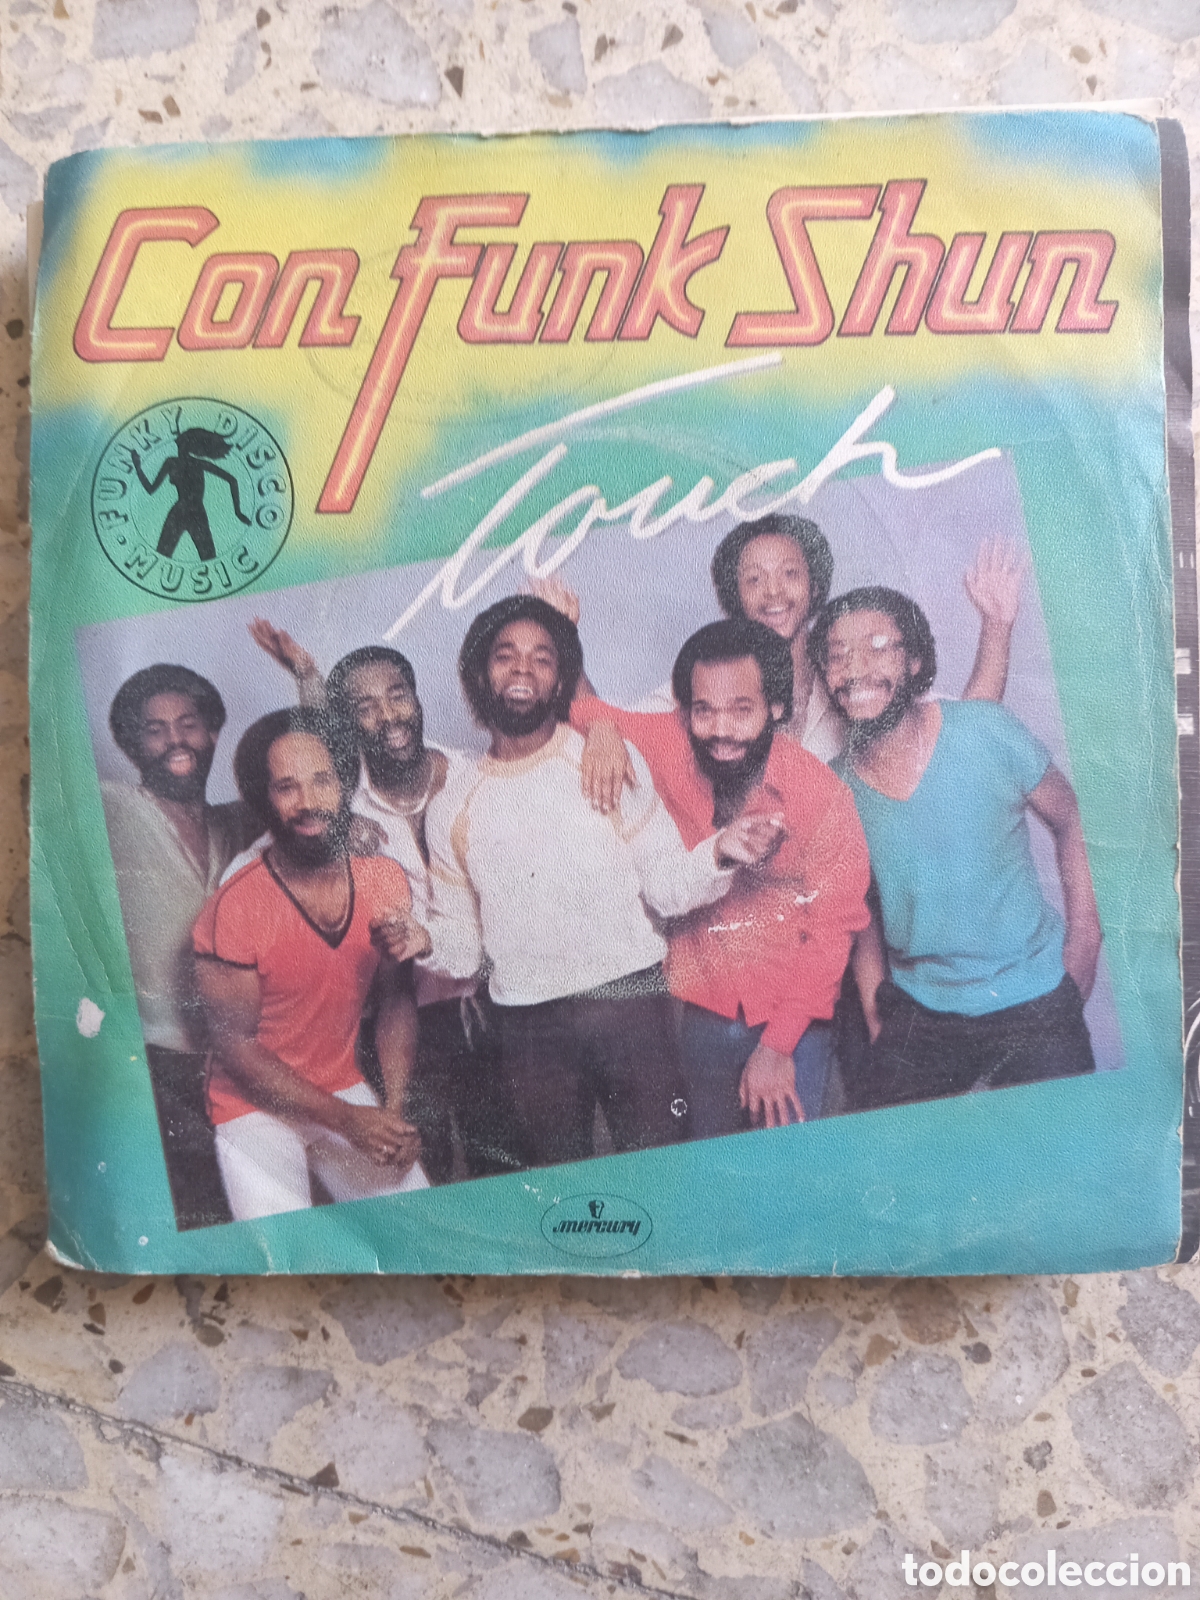 Con Funk Shun
Touch
FUNKY DISCO
MUSIC
mercury
todocoleccion